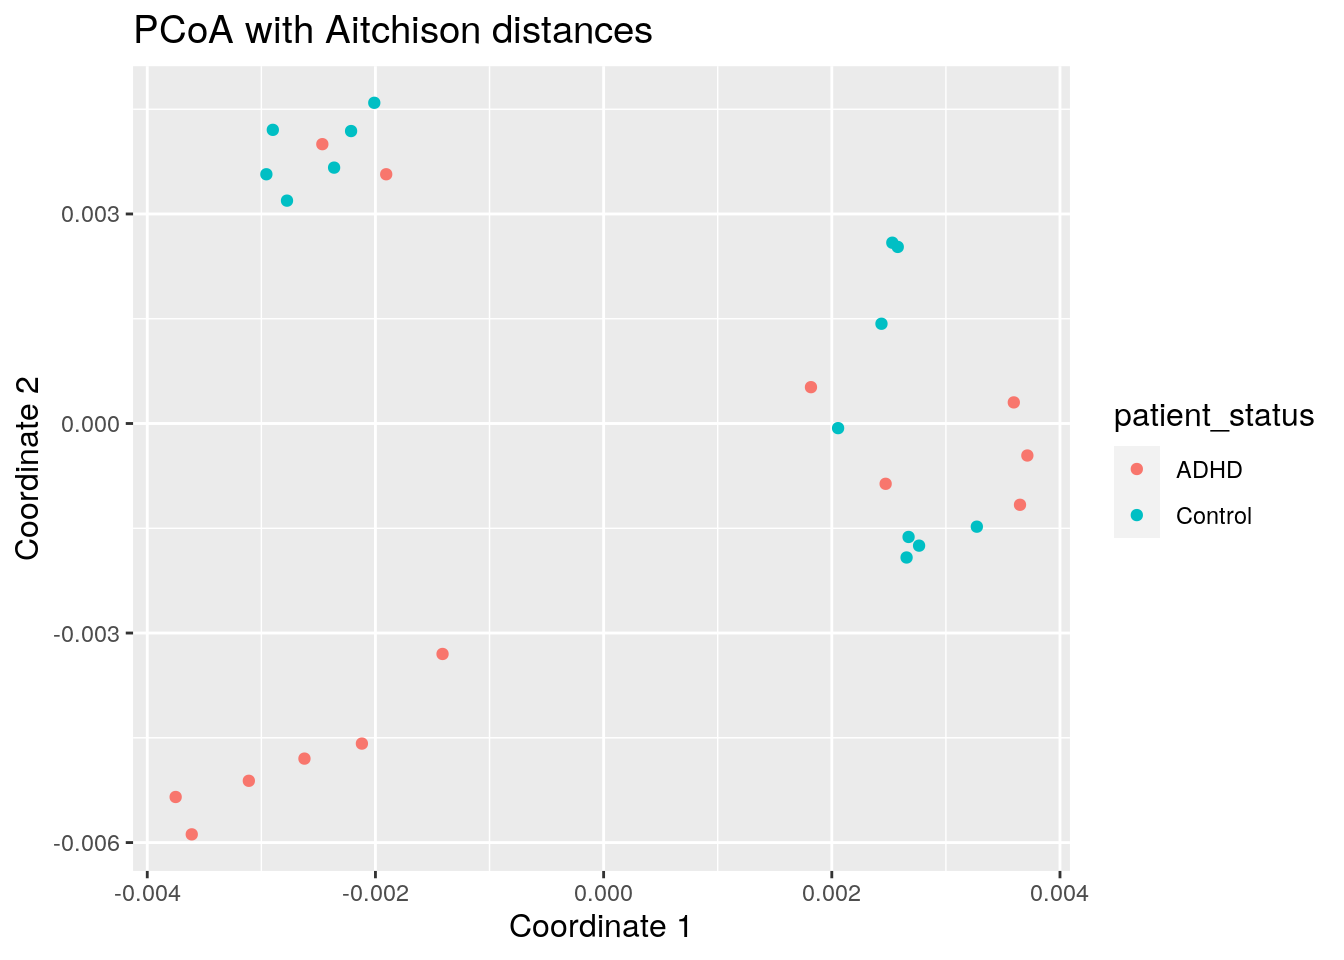 PCoA with Aitchison distances
0.003
0.000
-0.003
-0.006
Coordinate 2
-0.004
-0.002
0.000
0.002
0.004
Coordinate 1
patient_status
ADHD
Control